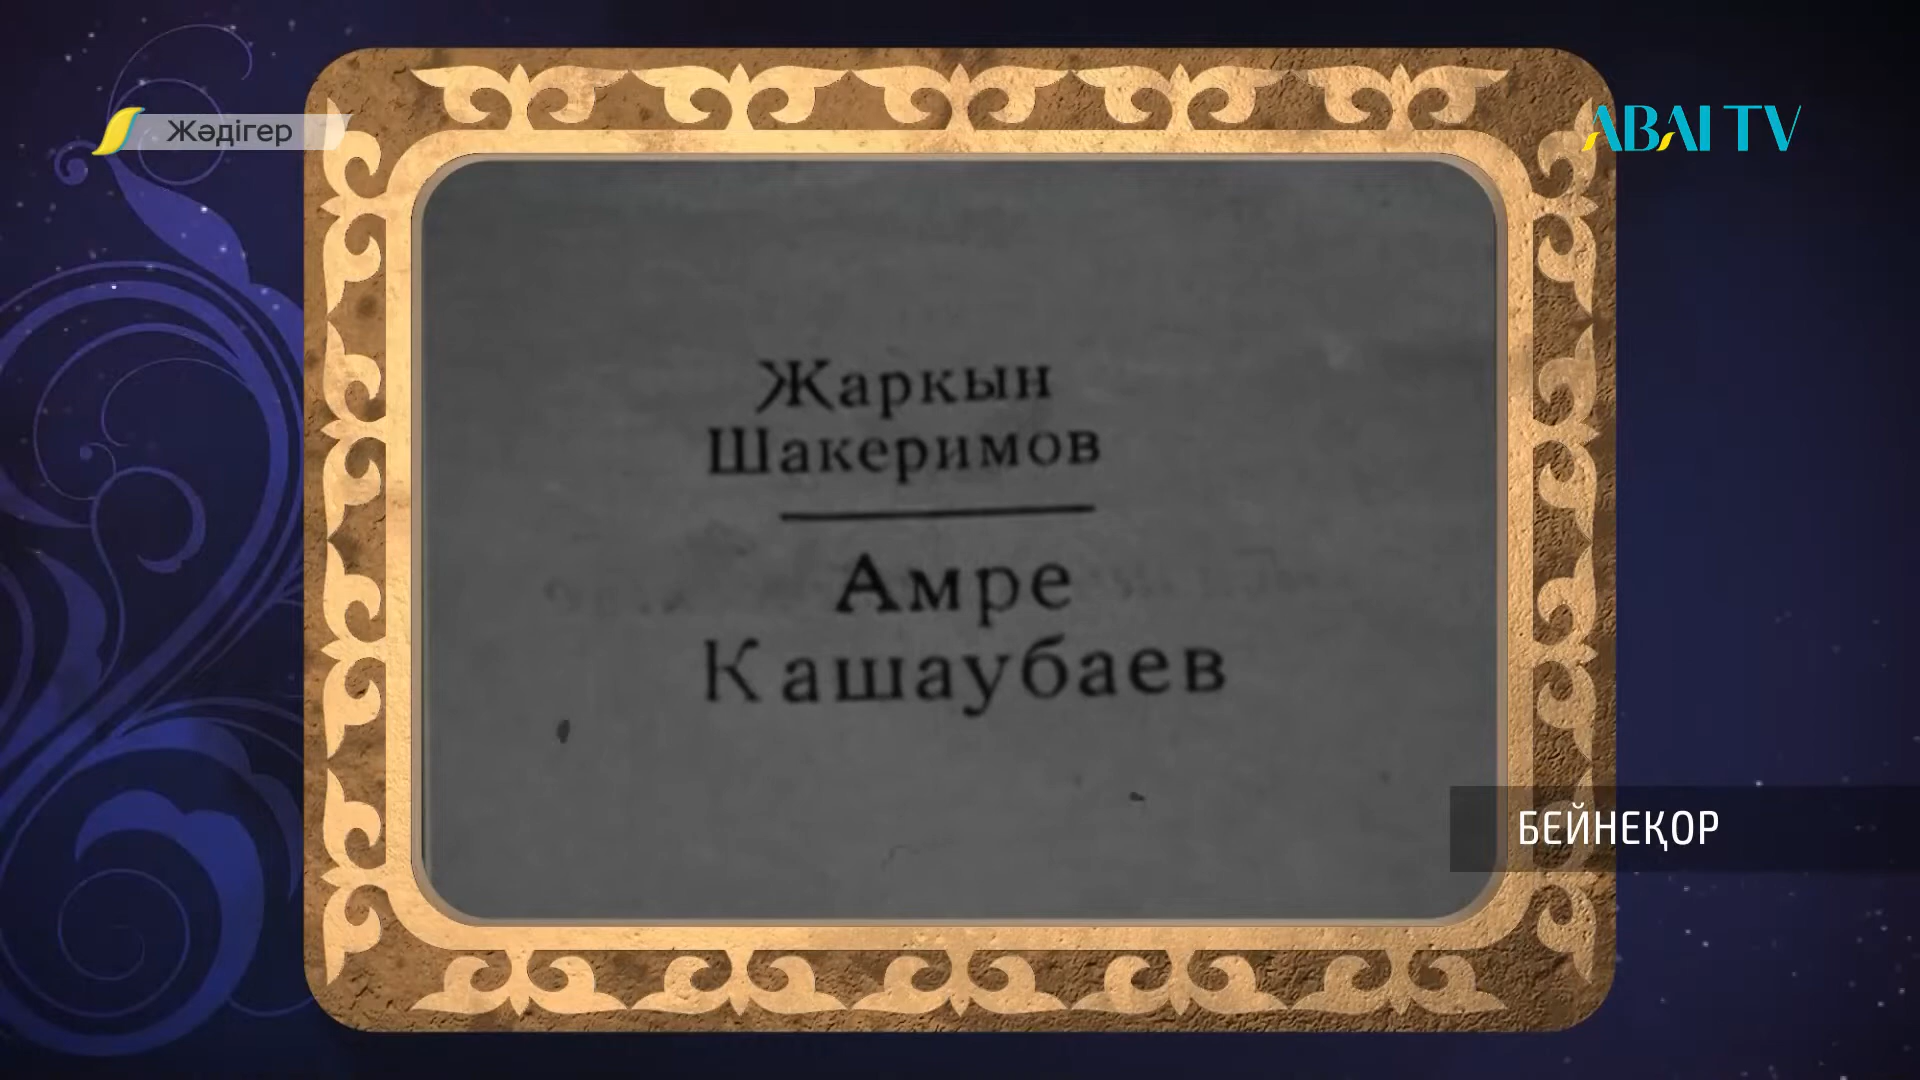 Жәдігер
ABAI TV
Жаркын
Шакеримов
Амре
Кашаубаев
БЕЙНЕҚОР